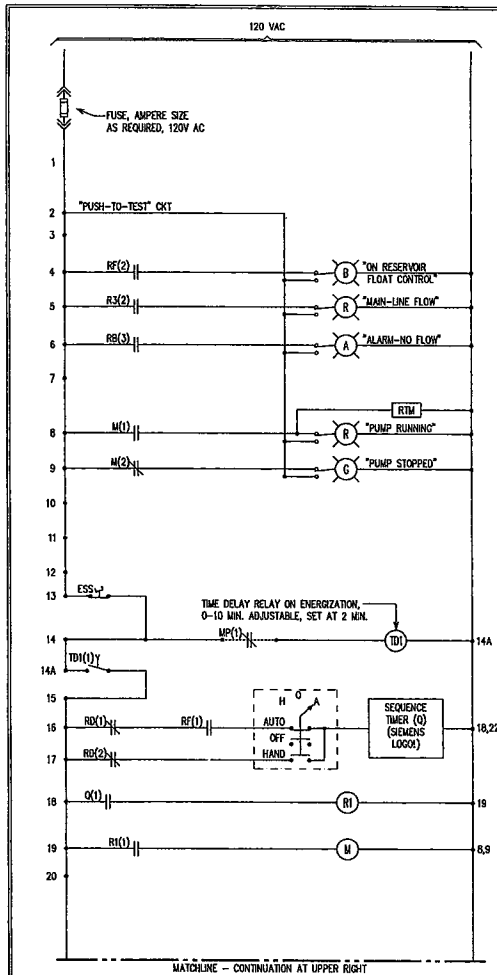 120 VAC
FUSE, AMPERE SIZE
AS REQUIRED, 120V AC
1
2 "PUSH-TO-TEST" CKT
3
4 RF(2) B "ON RESERVOIR
FLOAT CONTROL"
5 R3(2) R "MAIN-LINE FLOW"
6 RB(3) A "ALARM-NO FLOW"
7
RTM
8 M(1) R "PUMP RUNNING"
9 M(2) G "PUMP STOPPED"
10
11
12
13 ESS
TIME DELAY RELAY ON ENERGIZATION,
0-10 MIN. ADJUSTABLE, SET AT 2 MIN.
14 MP(1) TD1 14A
14A TD1(1)
15
H O A
16 RD(1) RF(1) AUTO SEQUENCE
TIMER (Q)
(SIEMENS
LOGO!) 18,22
OFF
17 RD(2) HAND
18 Q(1) R1 19
19 R1(1) M 8,9
20
MATCHLINE - CONTINUATION AT UPPER RIGHT